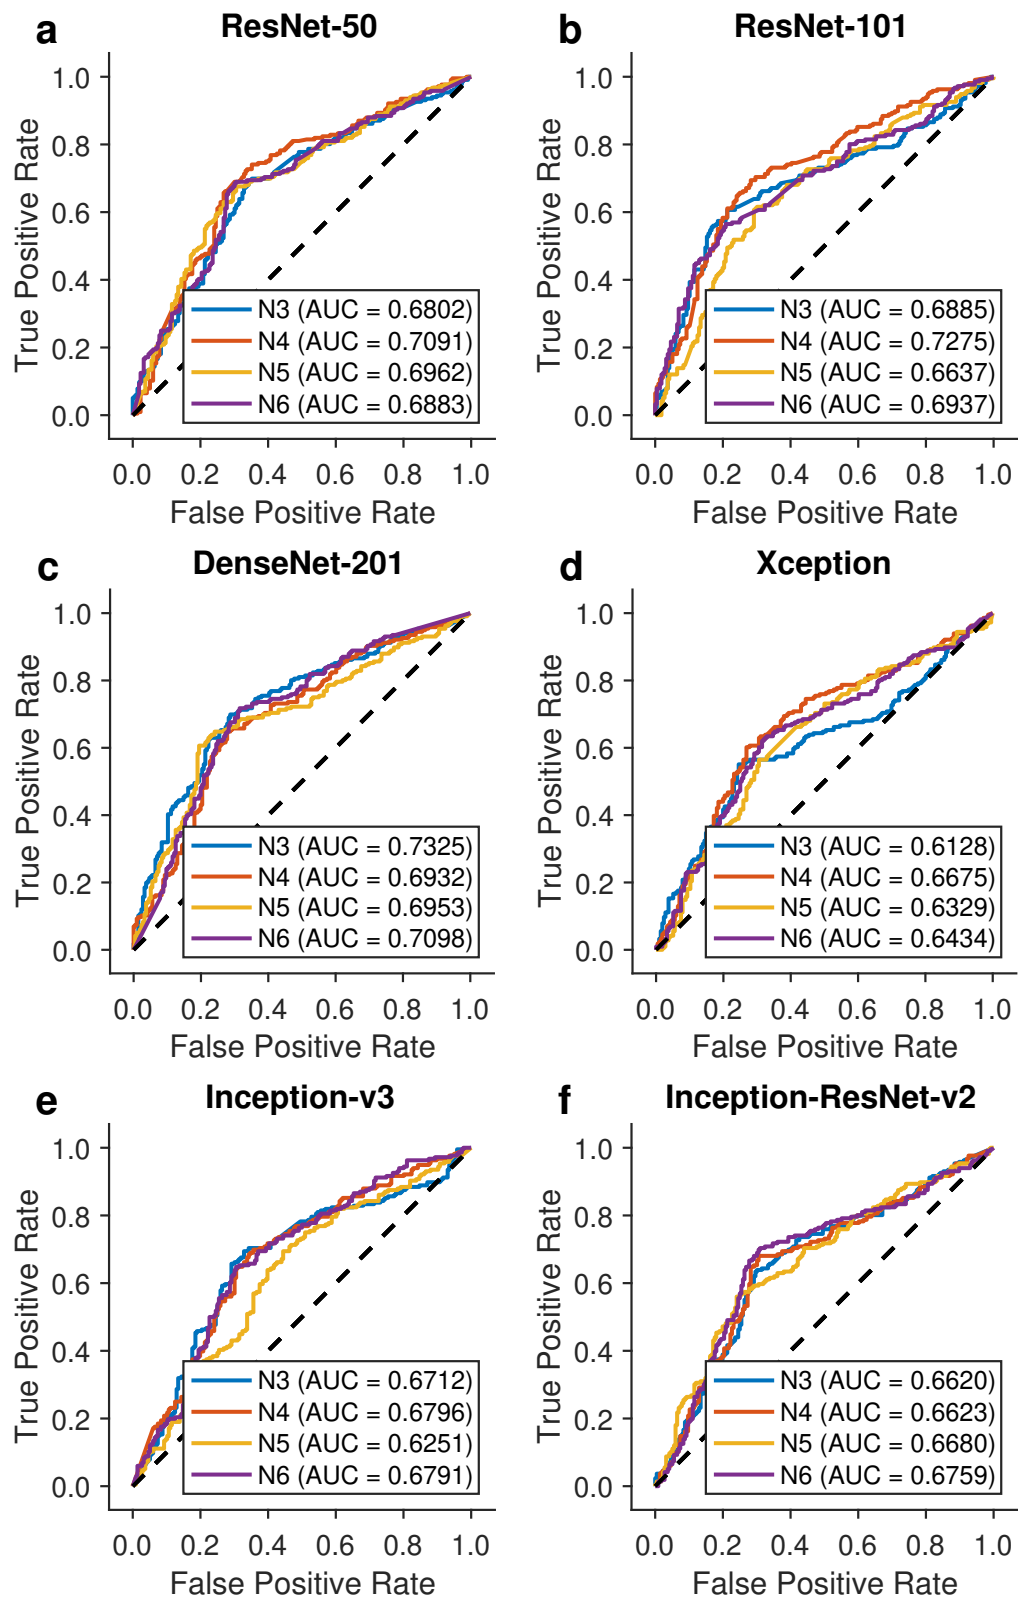 a
ResNet-50
1.0
0.8
0.6
0.4
0.2
0.0
True Positive Rate
N3 (AUC = 0.6802)
N4 (AUC = 0.7091)
N5 (AUC = 0.6962)
N6 (AUC = 0.6883)
0.0 0.2 0.4 0.6 0.8 1.0
False Positive Rate
b
ResNet-101
1.0
0.8
0.6
0.4
0.2
0.0
True Positive Rate
N3 (AUC = 0.6885)
N4 (AUC = 0.7275)
N5 (AUC = 0.6637)
N6 (AUC = 0.6937)
0.0 0.2 0.4 0.6 0.8 1.0
False Positive Rate
c
DenseNet-201
1.0
0.8
0.6
0.4
0.2
0.0
True Positive Rate
N3 (AUC = 0.7325)
N4 (AUC = 0.6932)
N5 (AUC = 0.6953)
N6 (AUC = 0.7098)
0.0 0.2 0.4 0.6 0.8 1.0
False Positive Rate
d
Xception
1.0
0.8
0.6
0.4
0.2
0.0
True Positive Rate
N3 (AUC = 0.6128)
N4 (AUC = 0.6675)
N5 (AUC = 0.6329)
N6 (AUC = 0.6434)
0.0 0.2 0.4 0.6 0.8 1.0
False Positive Rate
e
Inception-v3
1.0
0.8
0.6
0.4
0.2
0.0
True Positive Rate
N3 (AUC = 0.6712)
N4 (AUC = 0.6796)
N5 (AUC = 0.6251)
N6 (AUC = 0.6791)
0.0 0.2 0.4 0.6 0.8 1.0
False Positive Rate
f
Inception-ResNet-v2
1.0
0.8
0.6
0.4
0.2
0.0
True Positive Rate
N3 (AUC = 0.6620)
N4 (AUC = 0.6623)
N5 (AUC = 0.6680)
N6 (AUC = 0.6759)
0.0 0.2 0.4 0.6 0.8 1.0
False Positive Rate